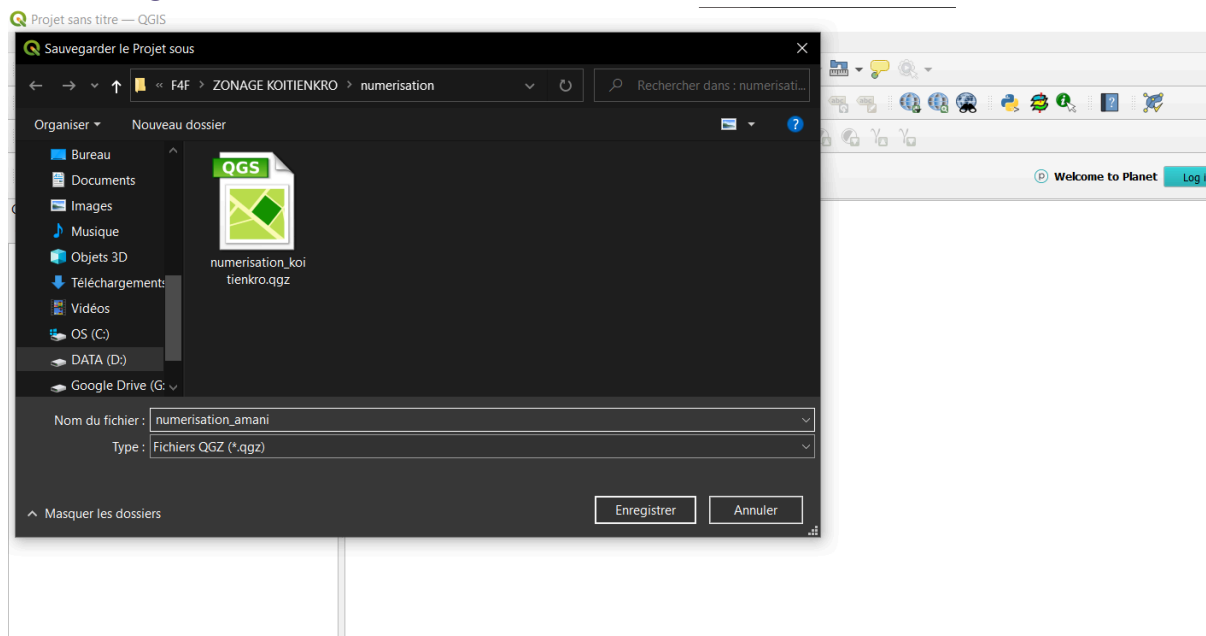 Projet sans titre — QGIS
Sauvegarder le Projet sous
« F4F > ZONAGE KOITIENKRO > numerisation
Rechercher dans : numerisati...
Organiser
Nouveau dossier
?
Bureau
Documents
Images
Musique
Objets 3D
Téléchargements
Vidéos
OS (C:)
DATA (D:)
Google Drive (G:
QGS
numerisation_koi
tienkro.qgz
Welcome to Planet
Log i
Nom du fichier : numerisation_amani
Type : Fichiers QGZ (*.qgz)
Masquer les dossiers
Enregistrer
Annuler